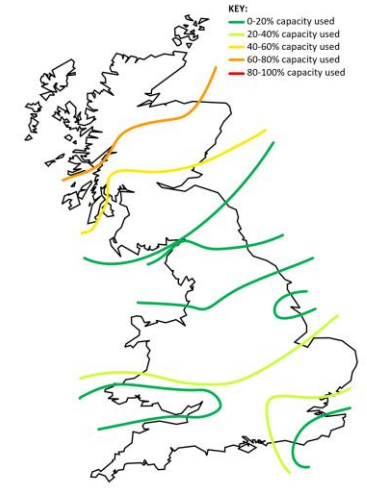 KEY:
0-20% capacity used
20-40% capacity used
40-60% capacity used
60-80% capacity used
80-100% capacity used